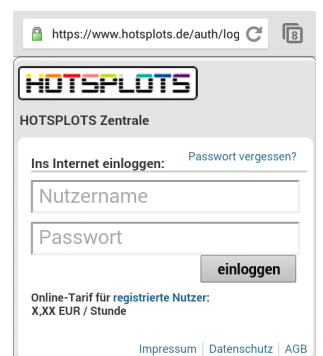 https://www.hotsplots.de/auth/log
8
HOTSPLOTS
HOTSPLOTS Zentrale
Ins Internet einloggen:
Passwort vergessen?
Nutzername
Passwort
einloggen
Online-Tarif für registrierte Nutzer:
X,XX EUR / Stunde
Impressum | Datenschutz | AGB